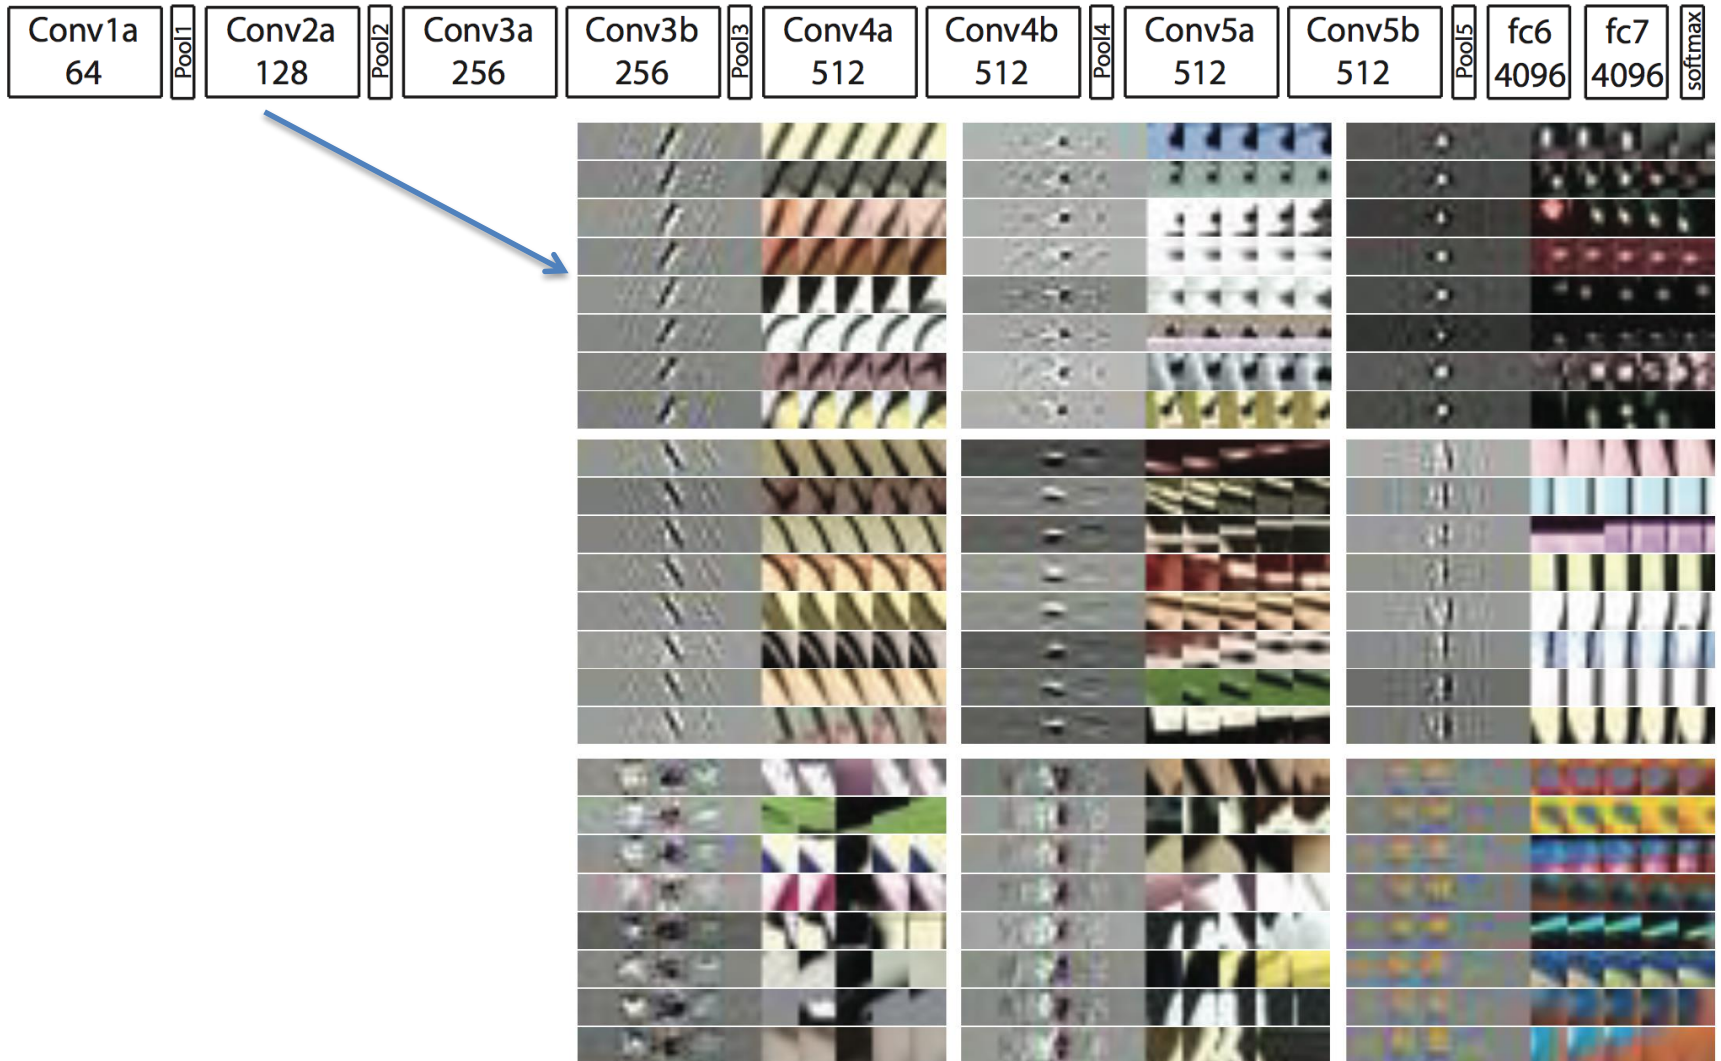 Conv1a
64
Pool1
Conv2a
128
Pool2
Conv3a
256
Conv3b
256
Pool3
Conv4a
512
Conv4b
512
Pool4
Conv5a
512
Conv5b
512
Pool5
fc6
4096
fc7
4096
softmax